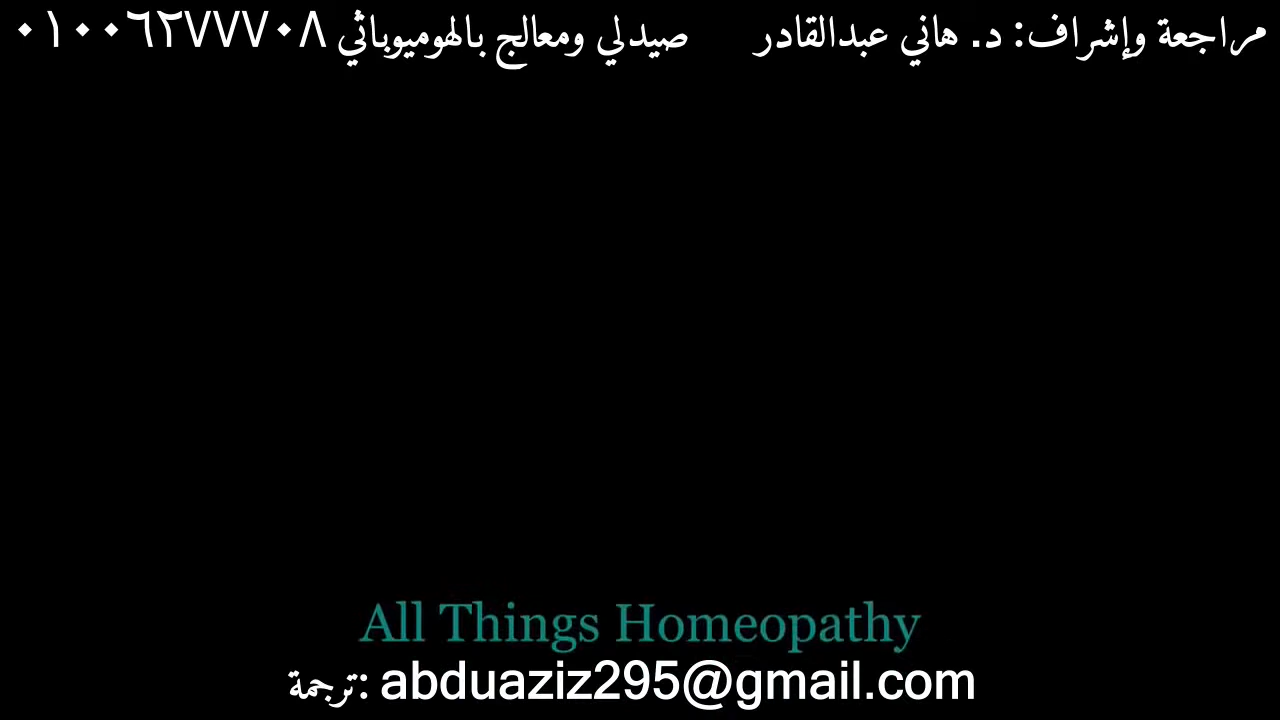 مراجعة وإشراف: د. هاني عبدالقادر صيدلي ومعالج بالهوميوباثي ٠١٠٠٦٢٧٧٧٠٨
All Things Homeopathy
ترجمة: abduaziz295@gmail.com